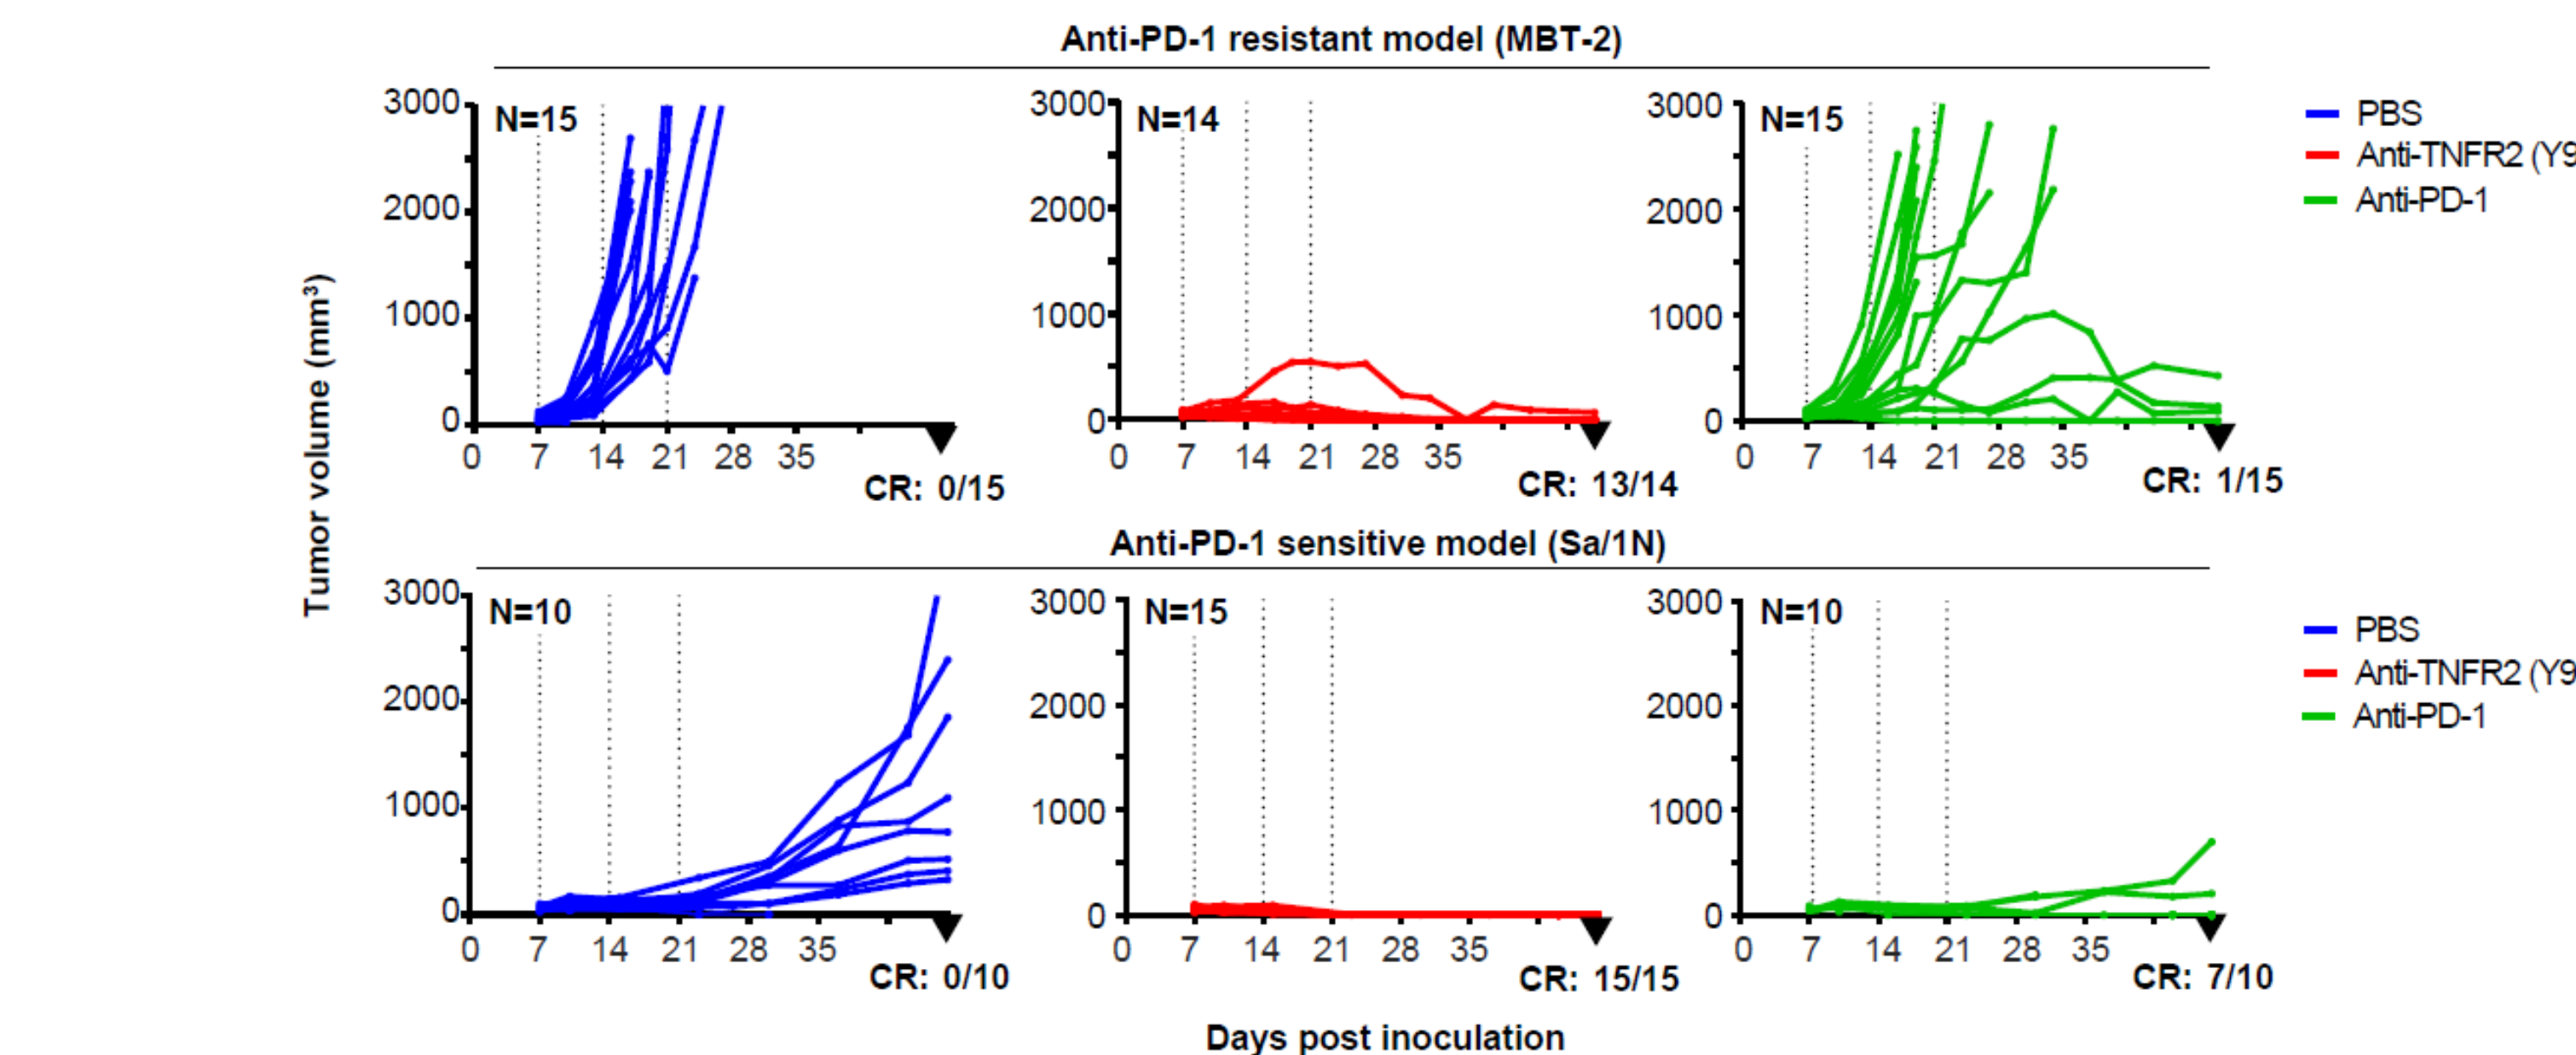 Anti-PD-1 resistant model (MBT-2)
3000
2000
1000
0
N=15
0 7 14 21 28 35
CR: 0/15
3000
2000
1000
0
N=14
0 7 14 21 28 35
CR: 13/14
3000
2000
1000
0
N=15
0 7 14 21 28 35
CR: 1/15
PBS
Anti-TNFR2 (Y9
Anti-PD-1
Tumor volume (mm³)
Anti-PD-1 sensitive model (Sa/1N)
3000
2000
1000
0
N=10
0 7 14 21 28 35
CR: 0/10
3000
2000
1000
0
N=15
0 7 14 21 28 35
CR: 15/15
3000
2000
1000
0
N=10
0 7 14 21 28 35
CR: 7/10
PBS
Anti-TNFR2 (Y9
Anti-PD-1
Days post inoculation